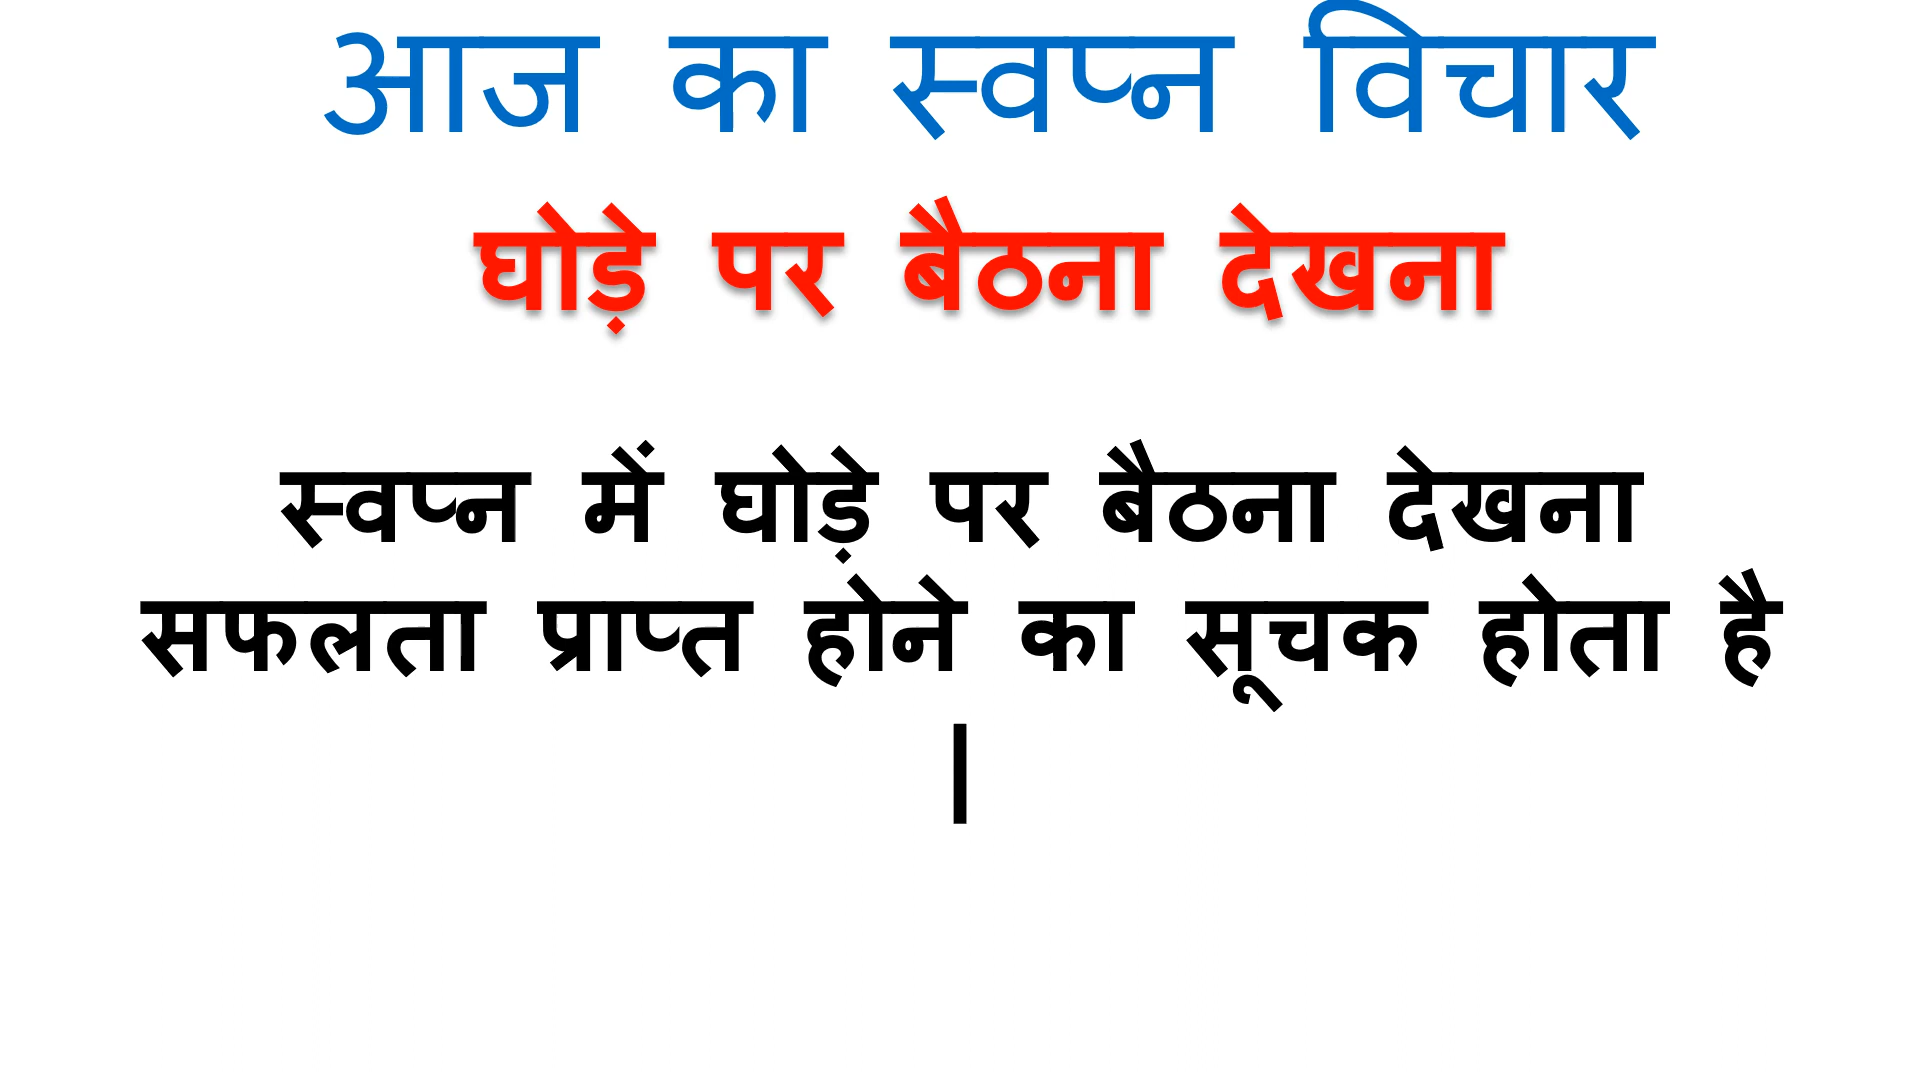 आज का स्वप्न विचार
घोड़े पर बैठना देखना
स्वप्न में घोड़े पर बैठना देखना
सफलता प्राप्त होने का सूचक होता है
|